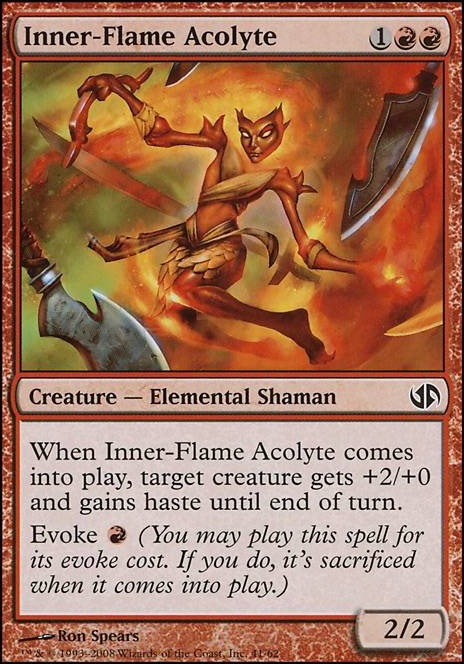 Inner-Flame Acolyte 1
Creature — Elemental Shaman
When Inner-Flame Acolyte comes
into play, target creature gets +2/+0
and gains haste until end of turn.
Evoke (You may play this spell for
its evoke cost. If you do, it's sacrificed
when it comes into play.)
2/2
Ron Spears
™ & © 1993-2008 Wizards of the Coast, Inc. 41/62